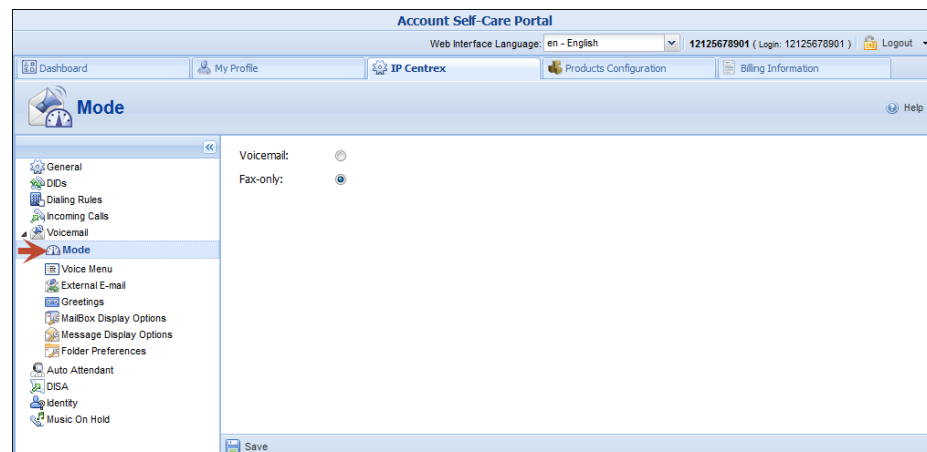 Account Self-Care Portal
Web Interface Language: en - English 12125678901 ( Login: 12125678901 ) Logout
Dashboard My Profile IP Centrex Products Configuration Billing Information
Mode Help
Voicemail:
Fax-only:
General
DIDs
Dialing Rules
Incoming Calls
Voicemail
Mode
Voice Menu
External E-mail
Greetings
MailBox Display Options
Message Display Options
Folder Preferences
Auto Attendant
DISA
Identity
Music On Hold
Save